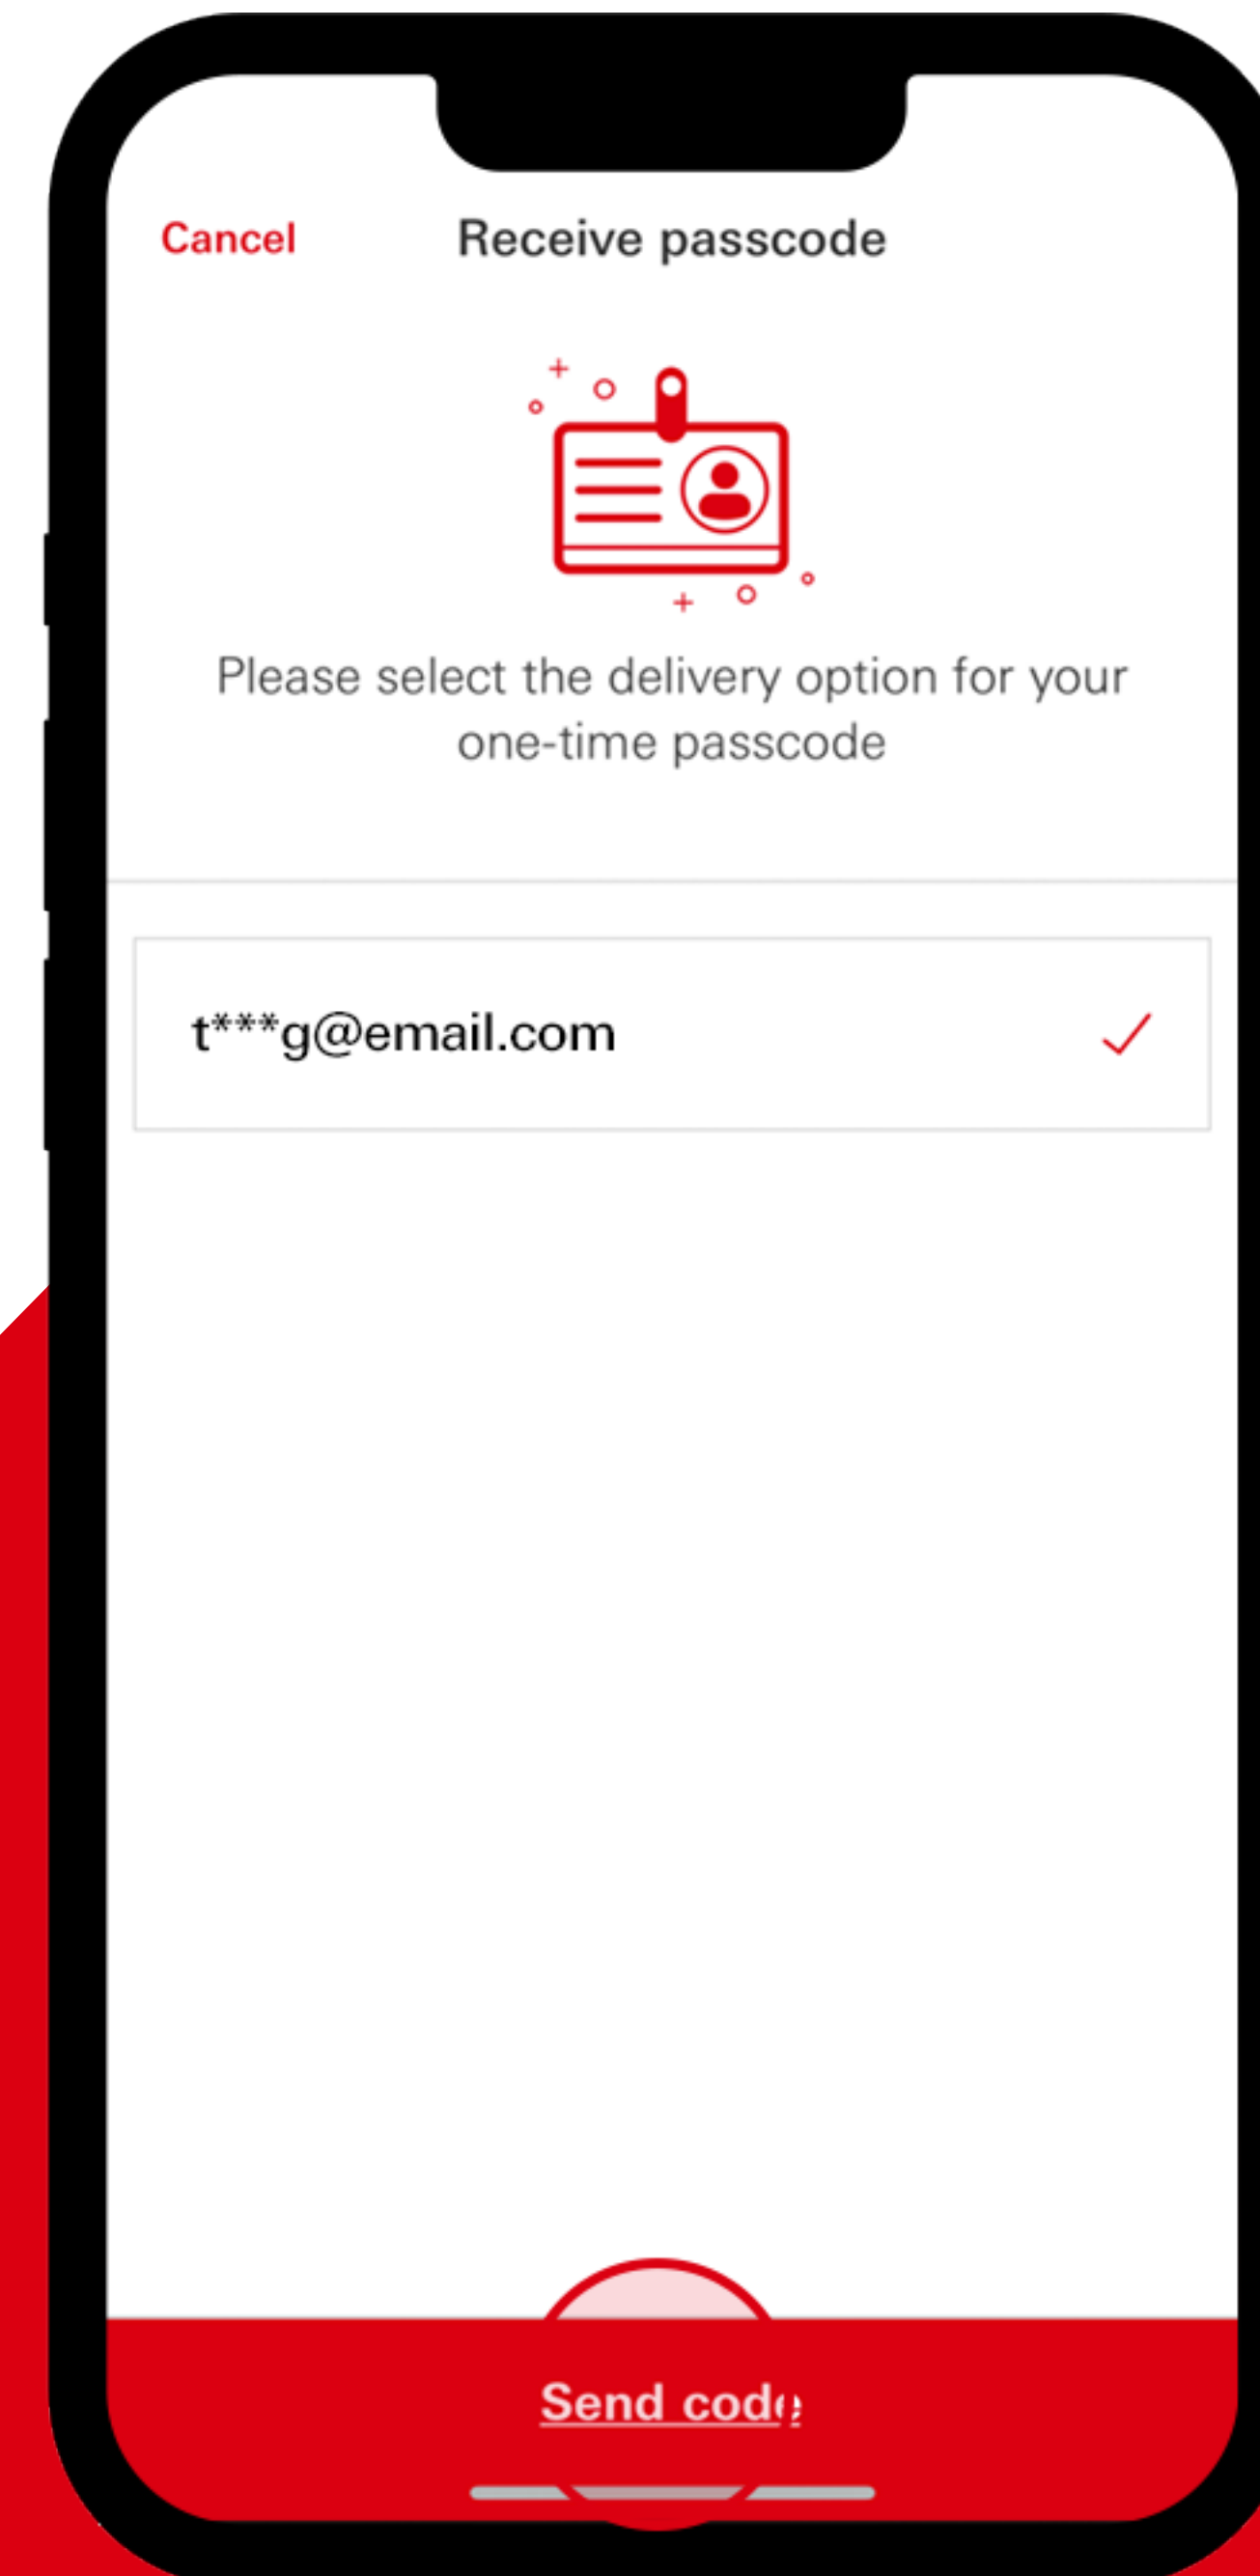 Cancel
Receive passcode
Please select the delivery option for your
one-time passcode
t***g@email.com
Send code